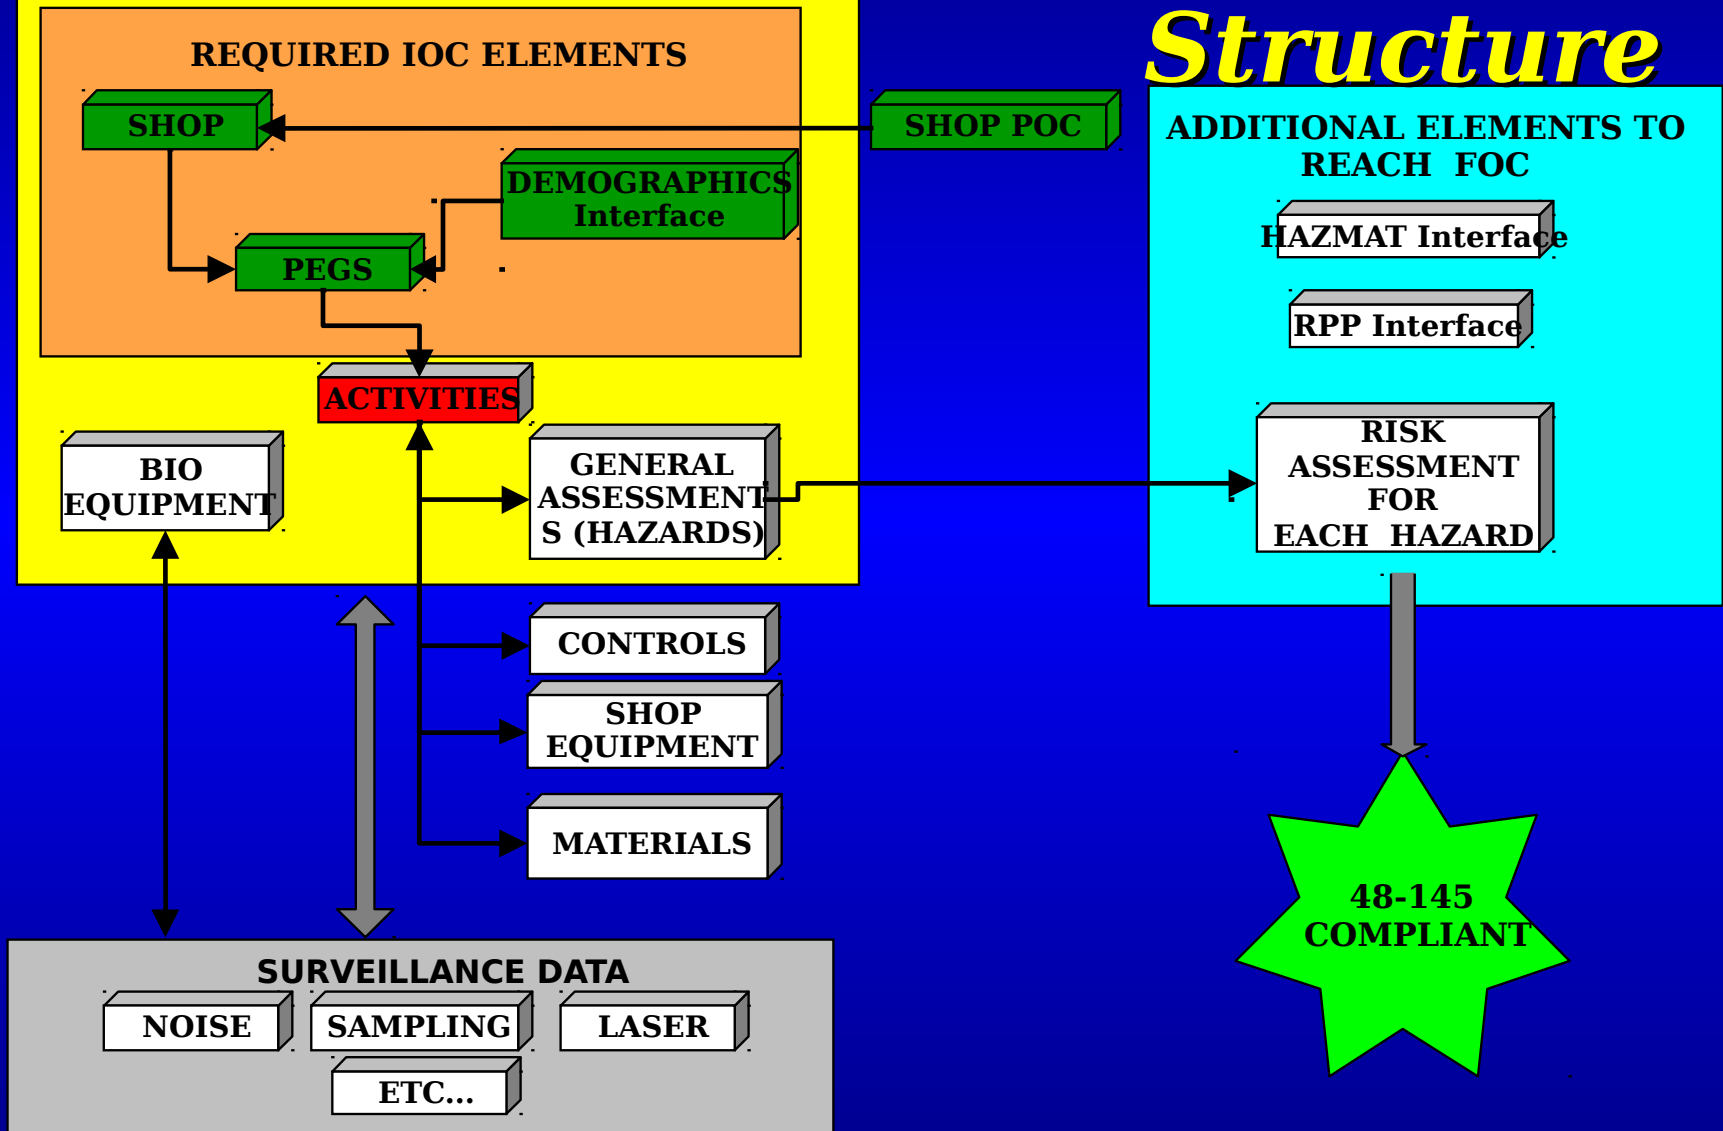 Structure
REQUIRED IOC ELEMENTS
SHOP
SHOP POC
DEMOGRAPHICS
Interface
PEGS
ACTIVITIES
BIO
EQUIPMENT
GENERAL
ASSESSMENT
S (HAZARDS)
CONTROLS
SHOP
EQUIPMENT
MATERIALS
SURVEILLANCE DATA
NOISE
SAMPLING
LASER
ETC...
ADDITIONAL ELEMENTS TO
REACH FOC
HAZMAT Interface
RPP Interface
RISK
ASSESSMENT
FOR
EACH HAZARD
48-145
COMPLIANT